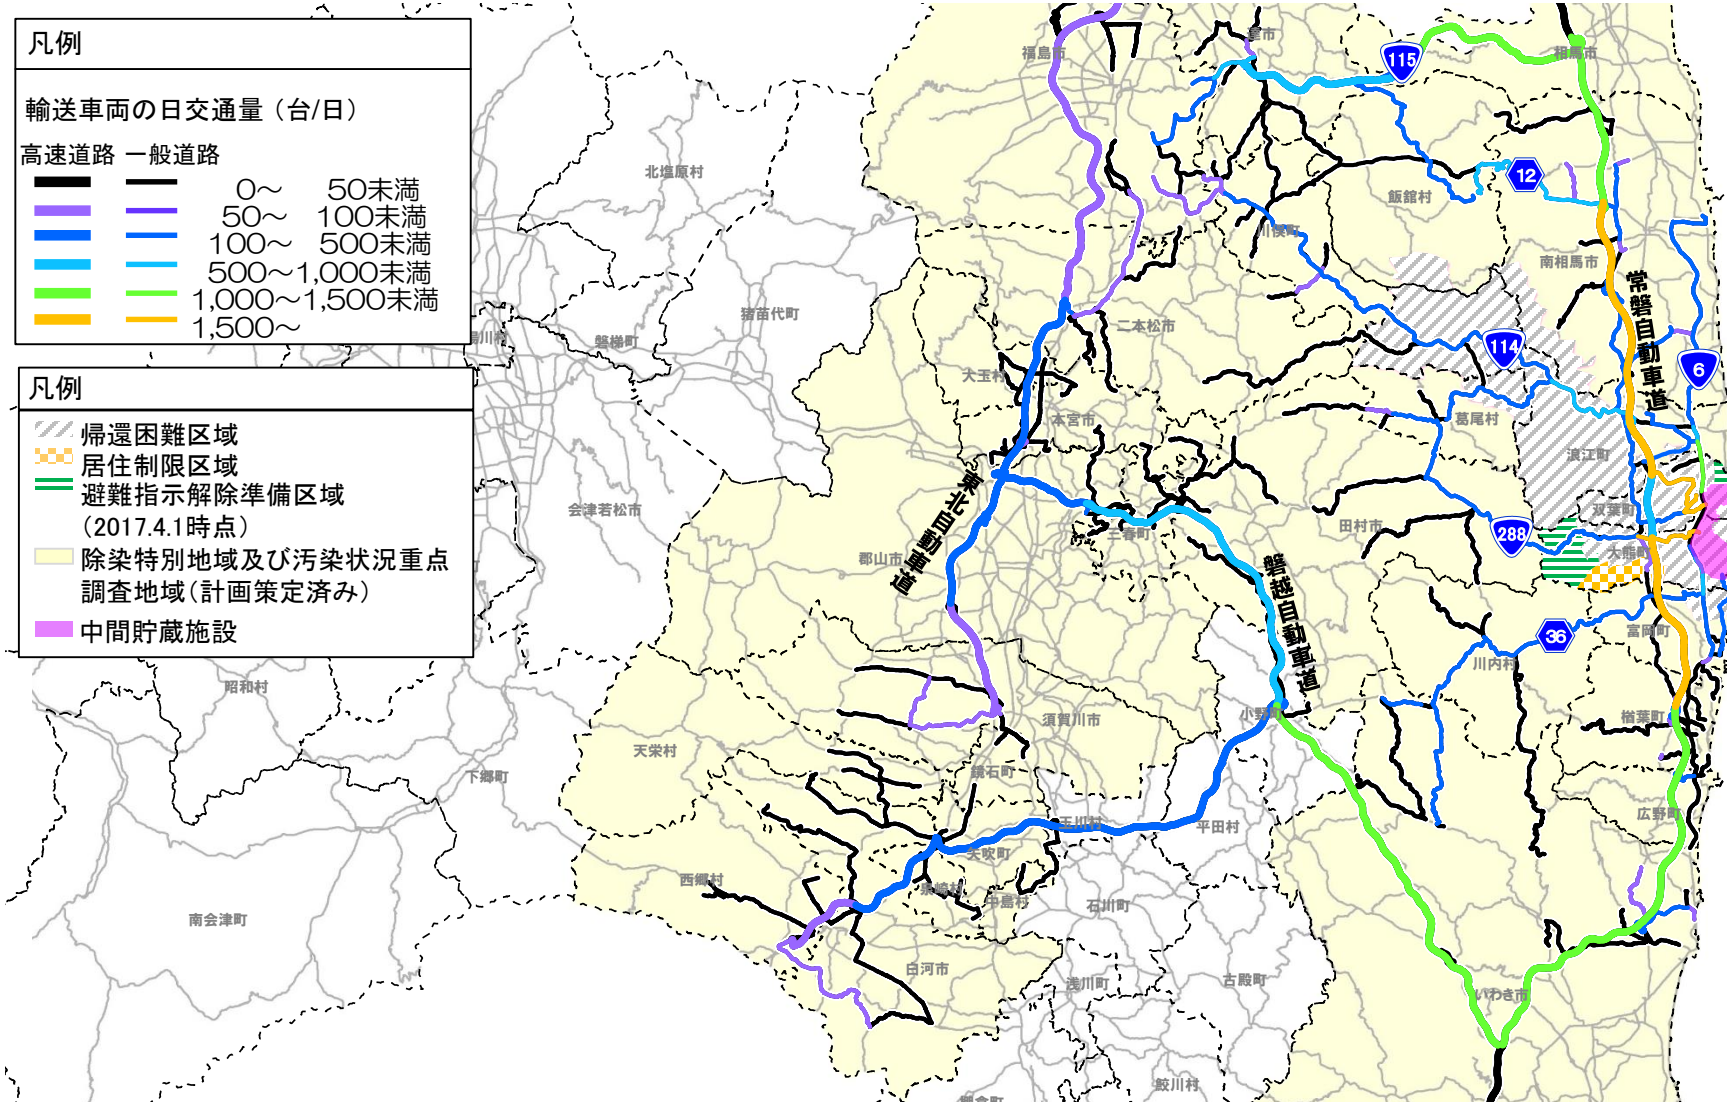 凡例
輸送車両の日交通量（台/日）
高速道路 一般道路
0～ 50未満
50～ 100未満
100～ 500未満
500～1,000未満
1,000～1,500未満
1,500～
凡例
帰還困難区域
居住制限区域
避難指示解除準備区域
（2017.4.1時点）
除染特別地域及び汚染状況重点
調査地域（計画策定済み）
中間貯蔵施設
福島市
115
相馬市
北塩原村
12
飯舘村
川俣町
南相馬市
常磐自動車道
猪苗代町
二本松市
磐梯町
114
6
大玉村
本宮市
葛尾村
浪江町
東北自動車道
会津若松市
双葉町
田村市
三春町
288
大熊町
郡山市
磐越自動車道
36
富岡町
川内村
昭和村
小野町
須賀川市
楢葉町
天栄村
下郷町
鏡石町
広野町
玉川村
平田村
矢吹町
西郷村
泉崎村
中島村
石川町
南会津町
白河市
古殿町
浅川町
いわき市
鮫川村